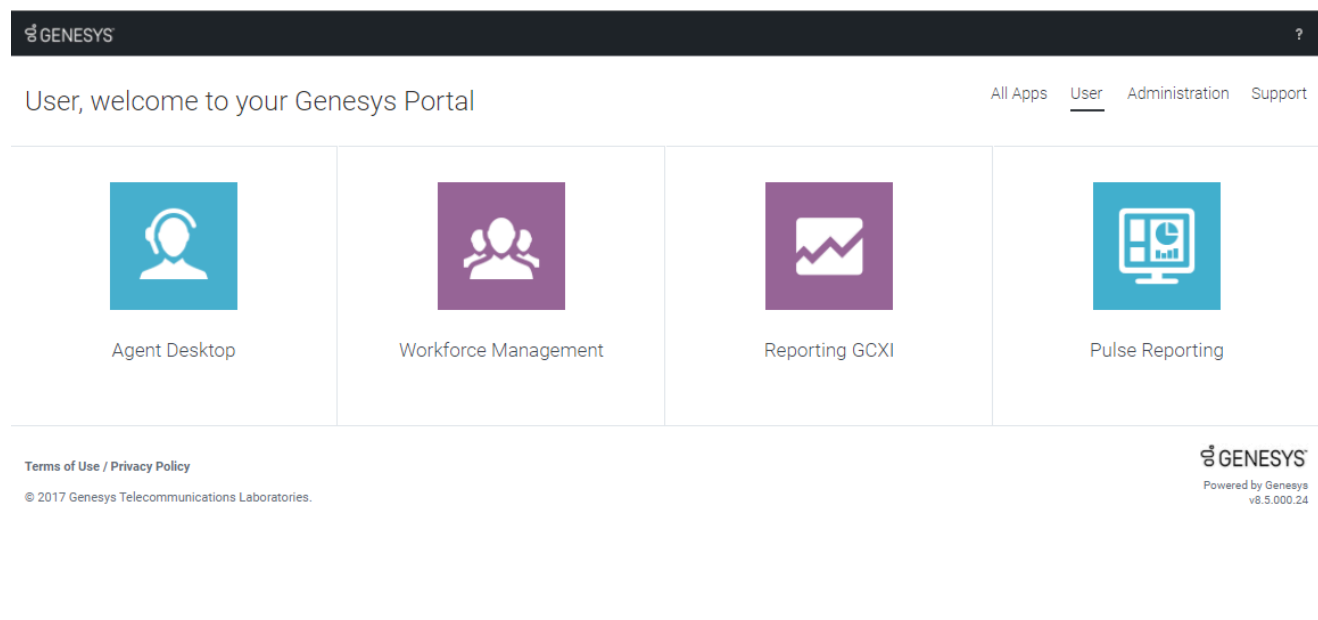 GENESYS
?
User, welcome to your Genesys Portal
All Apps User Administration Support
Agent Desktop
Workforce Management
Reporting GCXI
Pulse Reporting
Terms of Use / Privacy Policy
© 2017 Genesys Telecommunications Laboratories.
GENESYS
Powered by Genesys
v8.5.000.24